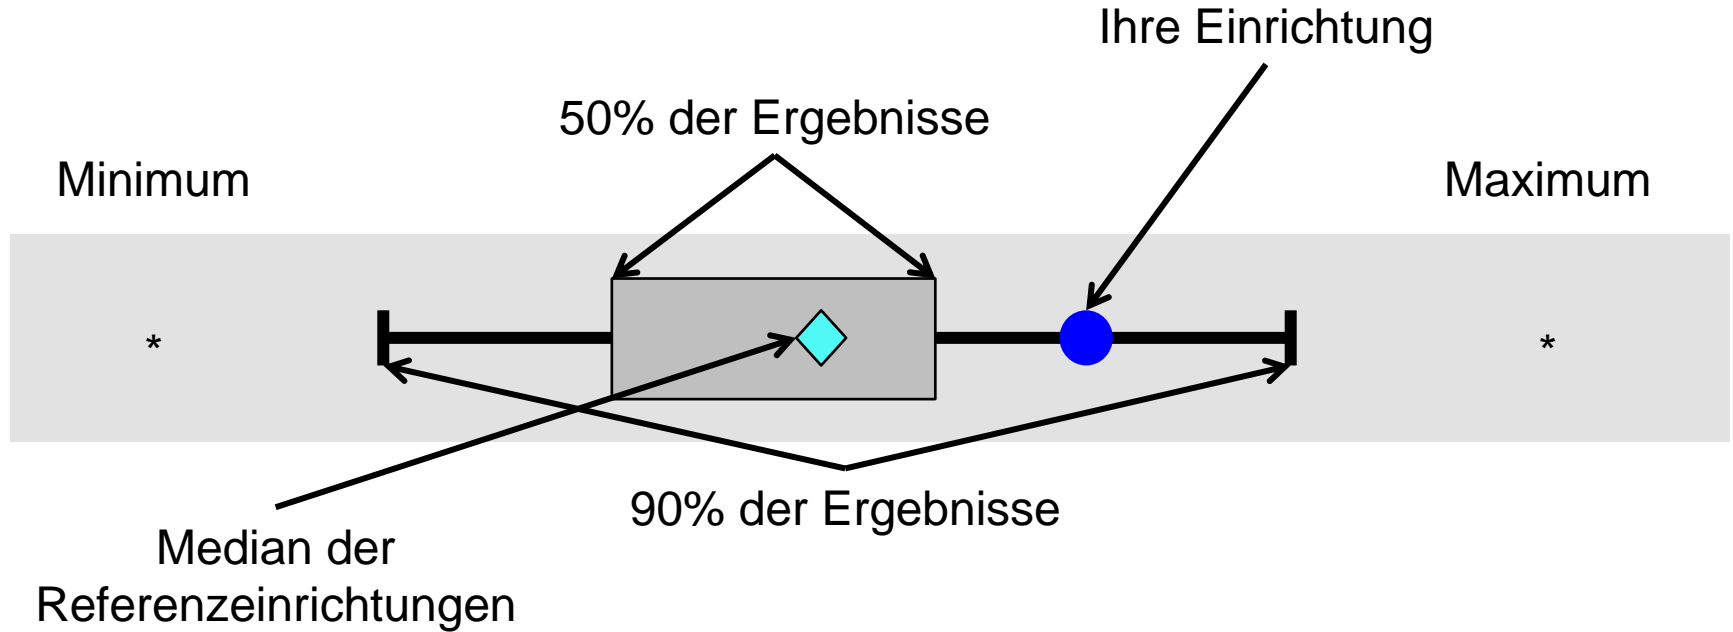 Ihre Einrichtung
50% der Ergebnisse
Minimum
Maximum
*
*
90% der Ergebnisse
Median der
Referenzeinrichtungen